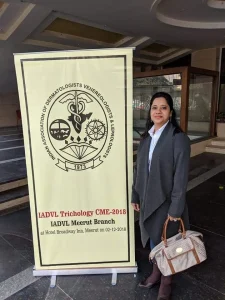 INDIAN ASSOCIATION OF DERMATOLOGISTS VENEREOLOGISTS & LEPROLOGISTS
1973
IADVL Trichology CME-2018
IADVL Meerut Branch
at Hotel Broadway Inn, Meerut on 02-12-2018